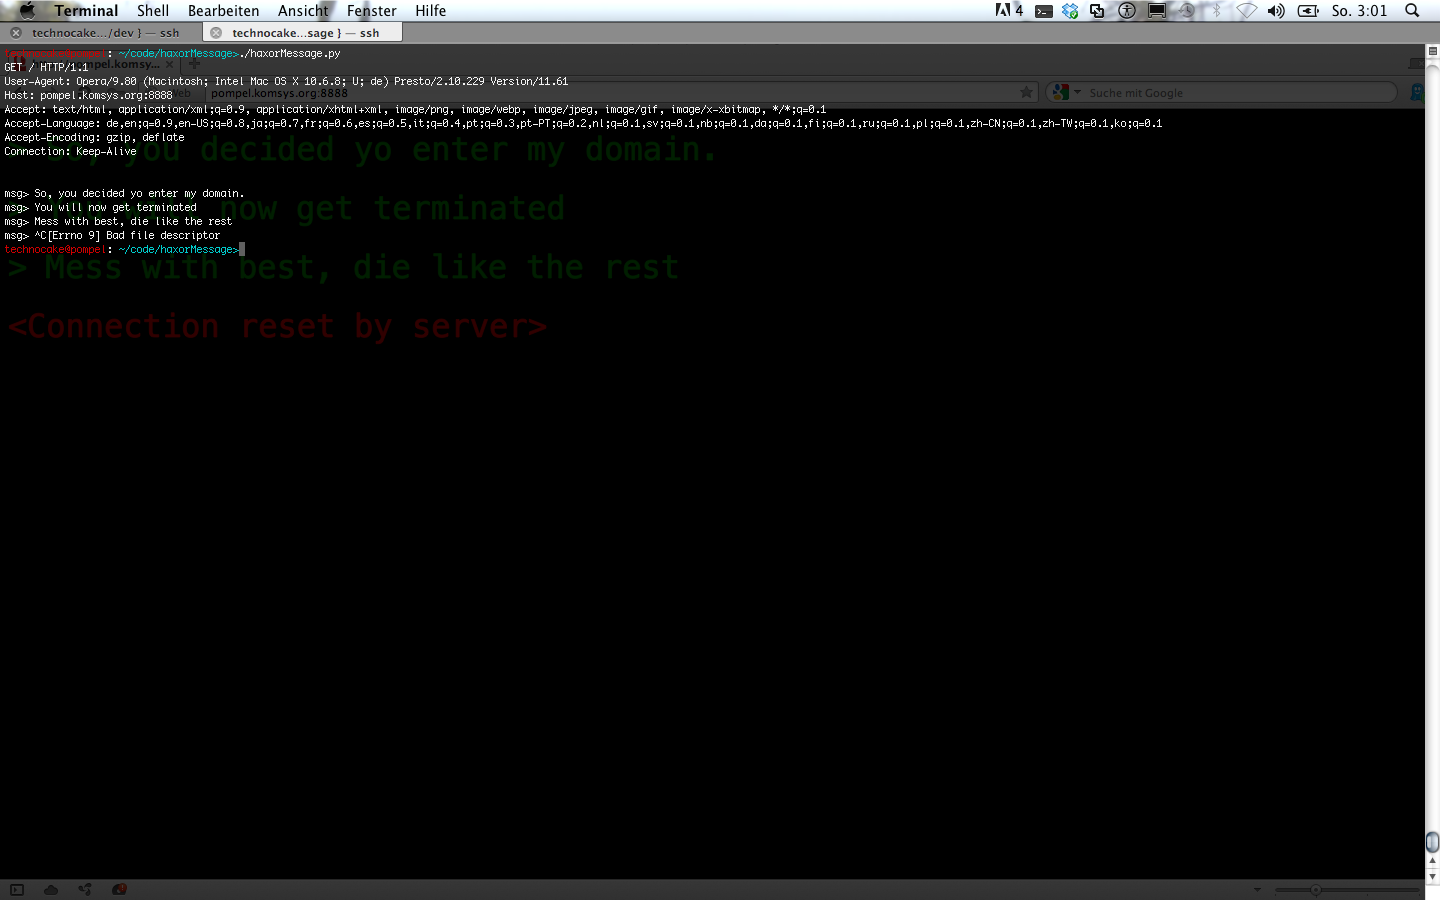 Terminal Shell Bearbeiten Ansicht Fenster Hilfe 4 So. 3:01
technocake.../dev } — ssh technocake...sage } — ssh
: ~/code/haxorMessage>./haxorMessage.py
GET / HTTP/1.1
User-Agent: Opera/9.80 (Macintosh; Intel Mac OS X 10.6.8; U; de) Presto/2.10.229 Version/11.61
Host: pompel.komsys.org:8888
pompel.komsys.org:8888 Suche mit Google
Accept: text/html, application/xml;q=0.9, application/xhtml+xml, image/png, image/webp, image/jpeg, image/gif, image/x-xbitmap, */*;q=0.1
Accept-Language: de,en;q=0.9,en-US;q=0.8,ja;q=0.7,fr;q=0.6,es;q=0.5,it;q=0.4,pt;q=0.3,pt-PT;q=0.2,nl;q=0.1,sv;q=0.1,nb;q=0.1,da;q=0.1,fi;q=0.1,ru;q=0.1,pl;q=0.1,zh-CN;q=0.1,zh-TW;q=0.1,ko;q=0.1
Accept-Encoding: gzip, deflate
Connection: Keep-Alive
So, you decided yo enter my domain.
msg> So, you decided yo enter my domain.
msg> You will now get terminated
now get terminated
msg> Mess with best, die like the rest
msg> ^C[Errno 9] Bad file descriptor
technocake@pompel: ~/code/haxorMessage>
> Mess with best, die like the rest
<Connection reset by server>